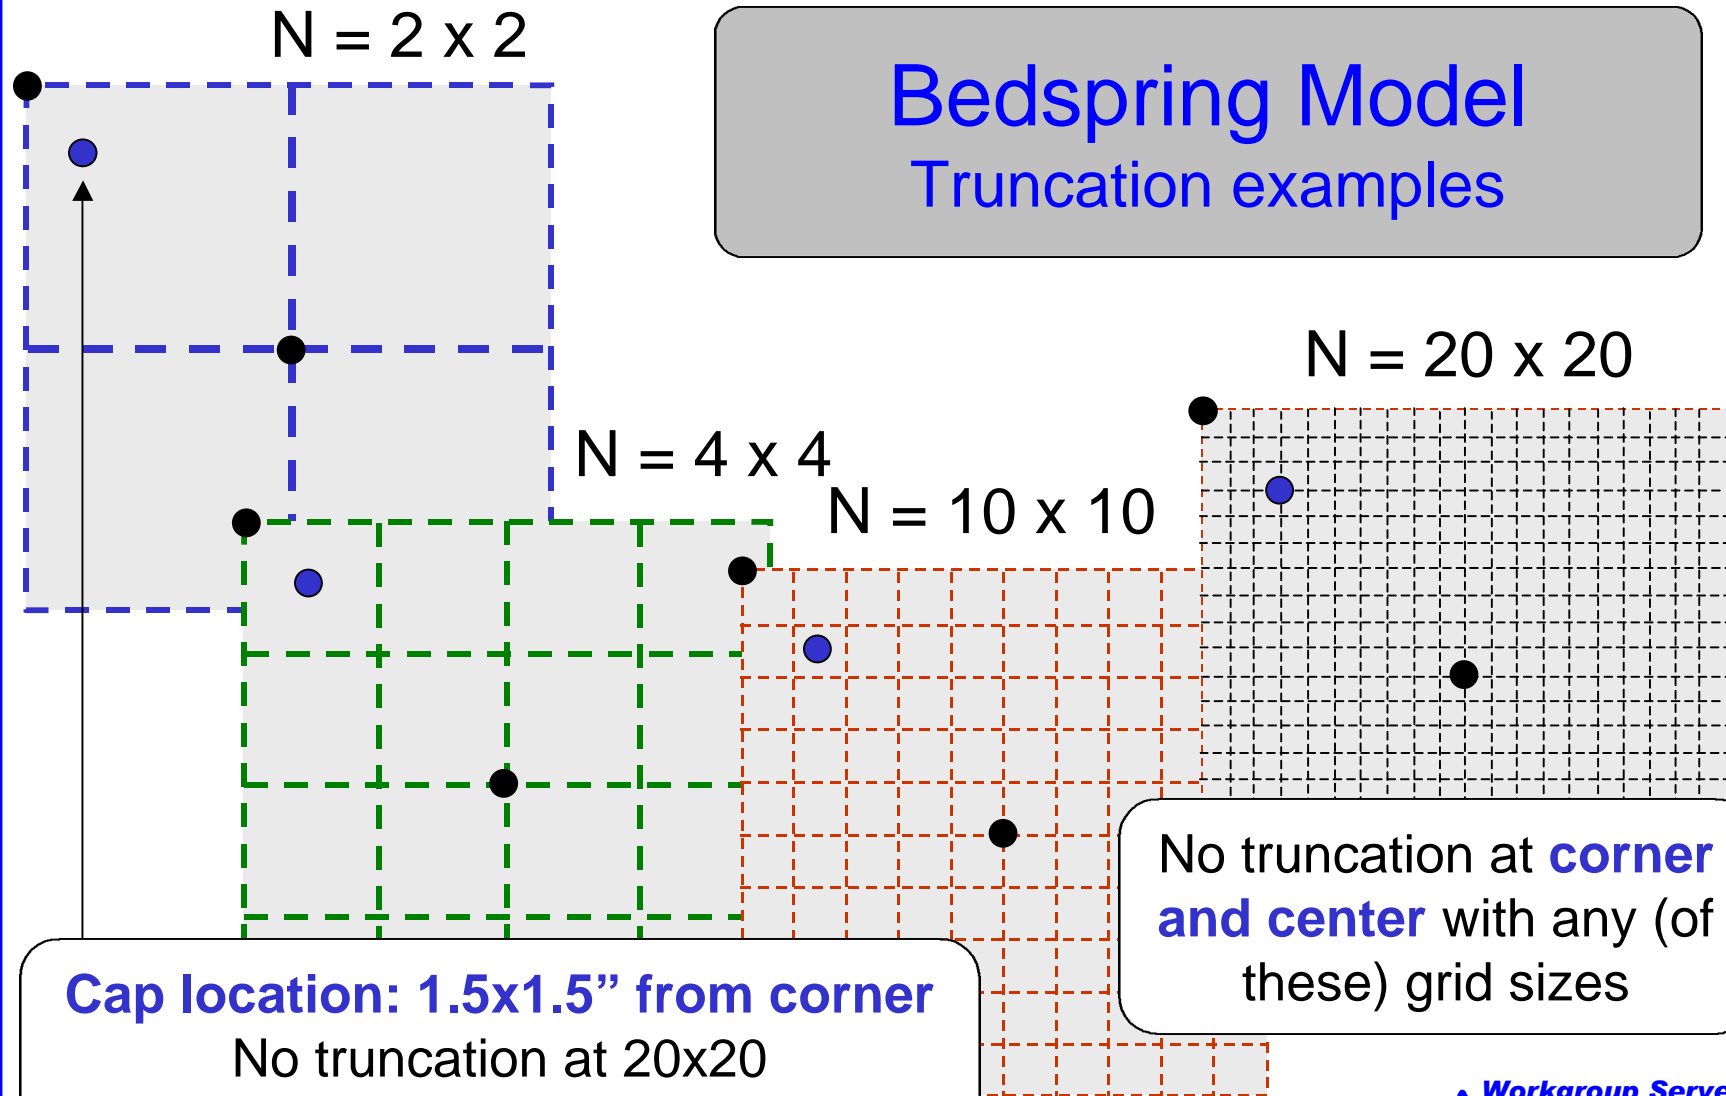 N = 2 x 2
Bedspring Model
Truncation examples
N = 20 x 20
N = 4 x 4
N = 10 x 10
No truncation at corner
and center with any (of
these) grid sizes
Cap location: 1.5x1.5” from corner
No truncation at 20x20
Workgroup